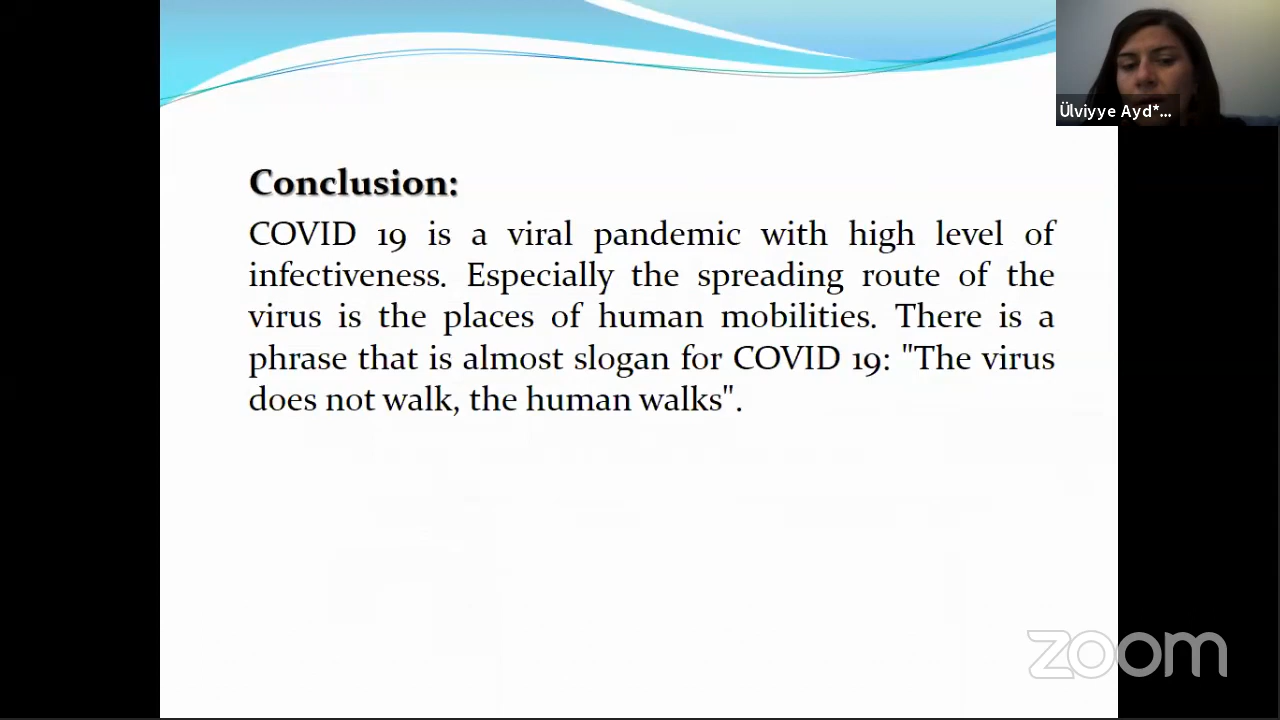 Ülviyye Ayd*...
Conclusion:
COVID 19 is a viral pandemic with high level of
infectiveness. Especially the spreading route of the
virus is the places of human mobilities. There is a
phrase that is almost slogan for COVID 19: "The virus
does not walk, the human walks".
zoom